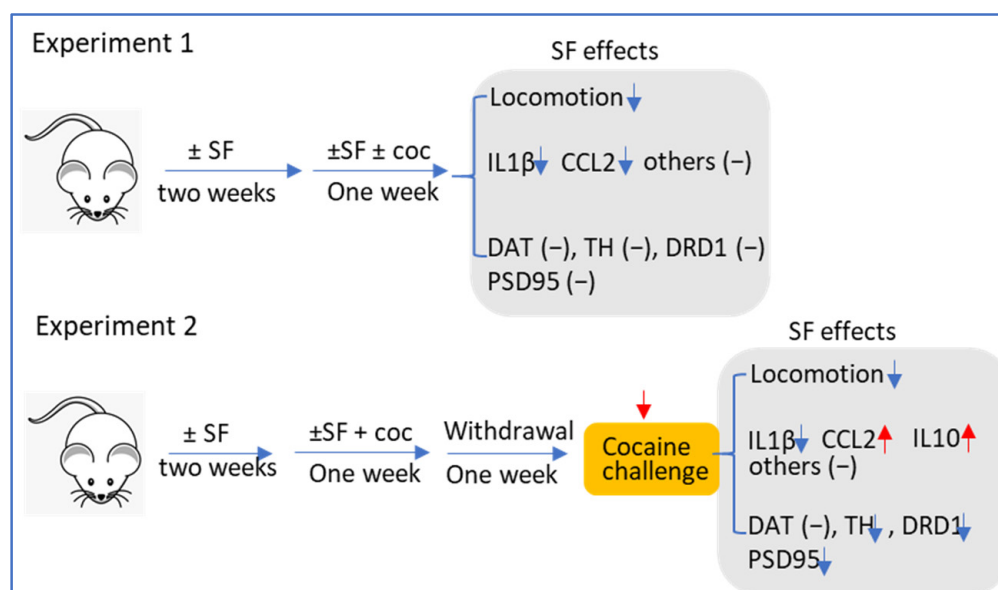 Experiment 1
SF effects
± SF
two weeks
±SF ± coc
One week
Locomotion
IL1β CCL2 others (−)
DAT (−), TH (−), DRD1 (−)
PSD95 (−)
Experiment 2
SF effects
± SF
two weeks
±SF + coc
One week
Withdrawal
One week
Cocaine
challenge
Locomotion
IL1β CCL2 IL10
others (−)
DAT (−), TH , DRD1
PSD95